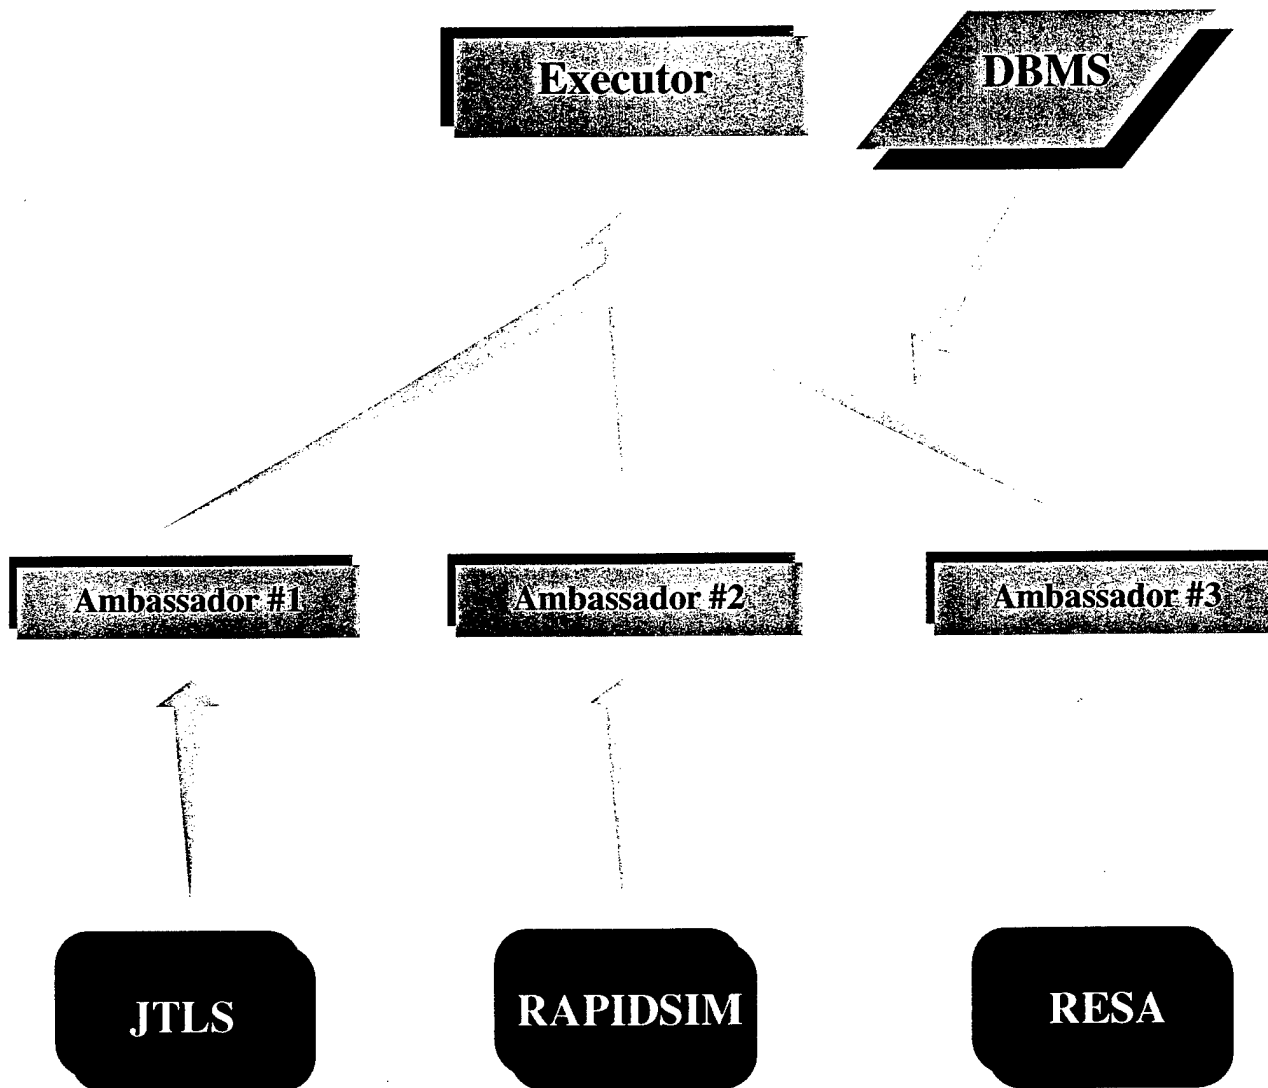 Executor
DBMS
Ambassador #1
Ambassador #2
Ambassador #3
JTLS
RAPIDSIM
RESA